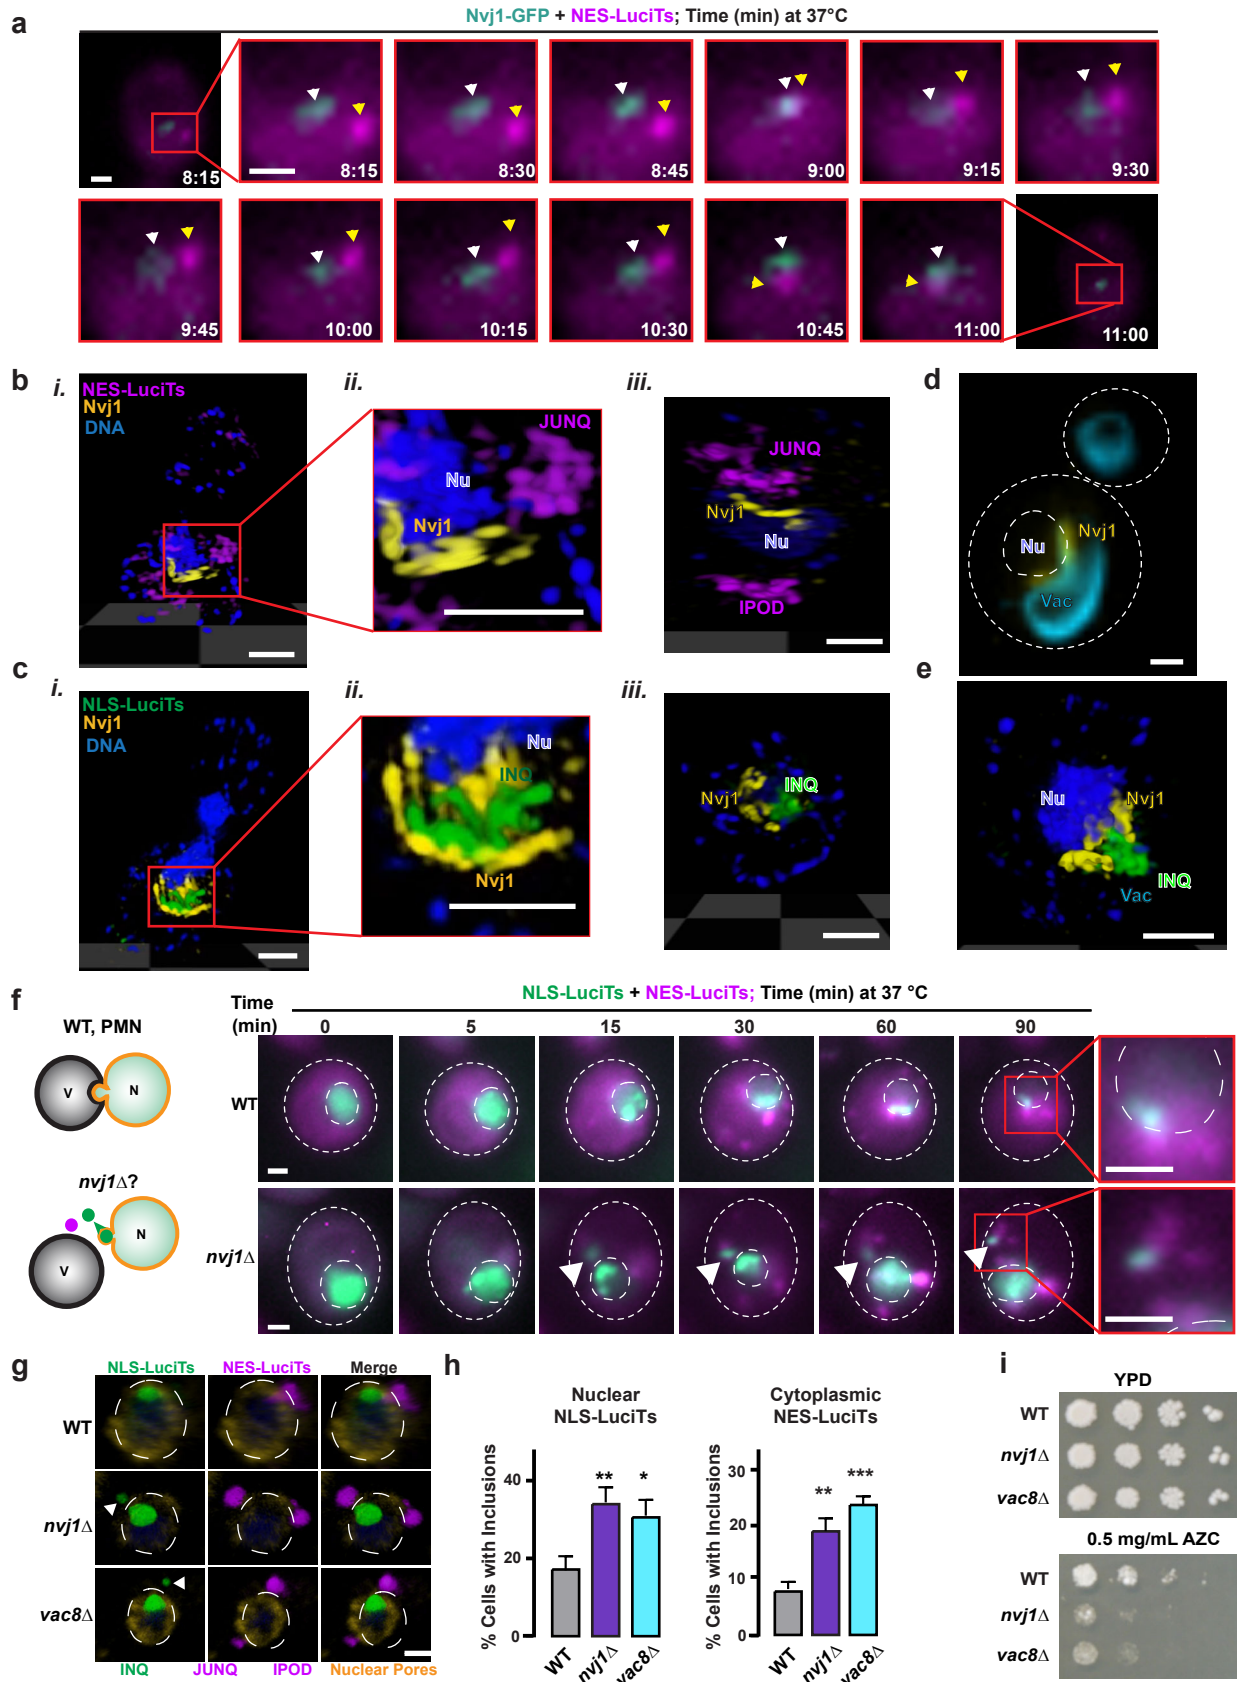 a
Nvj1-GFP + NES-LuciTs; Time (min) at 37°C
8:15
8:15
8:30
8:45
9:00
9:15
9:30
9:45
10:00
10:15
10:30
10:45
11:00
11:00
b
i.
NES-LuciTs
Nvj1
DNA
ii.
JUNQ
Nu
Nvj1
iii.
JUNQ
Nvj1
Nu
IPOD
d
Nvj1
Nu
Vac
c
i.
NLS-LuciTs
Nvj1
DNA
ii.
Nu
INQ
Nvj1
iii.
Nvj1
INQ
e
Nu
Nvj1
INQ
Vac
f
WT, PMN
V
N
nvj1Δ?
N
V
NLS-LuciTs + NES-LuciTs; Time (min) at 37 °C
Time
(min)
0
5
15
30
60
90
WT
nvj1Δ
g
NLS-LuciTs
NES-LuciTs
Merge
WT
nvj1Δ
vac8Δ
INQ
JUNQ
IPOD
Nuclear Pores
h
Nuclear
NLS-LuciTs
% Cells with Inclusions
40
20
0
**
*
WT
nvj1Δ
vac8Δ
Cytoplasmic
NES-LuciTs
% Cells with Inclusions
30
20
10
0
**
***
WT
nvj1Δ
vac8Δ
i
YPD
WT
nvj1Δ
vac8Δ
0.5 mg/mL AZC
WT
nvj1Δ
vac8Δ